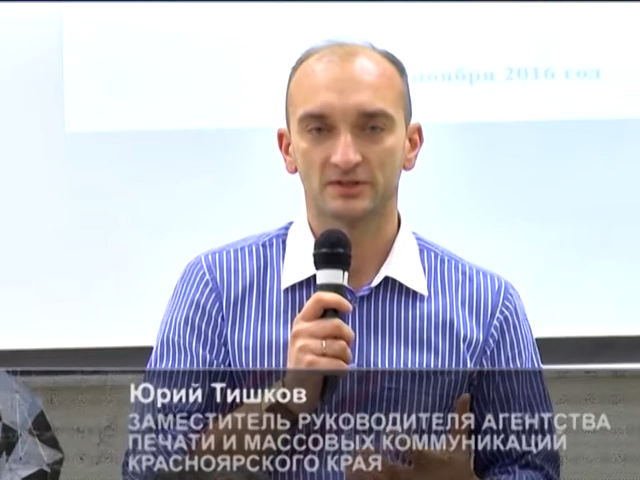 ноября 2016 год
Юрий Тишков
ЗАМЕСТИТЕЛЬ РУКОВОДИТЕЛЯ АГЕНТСТВА
ПЕЧАТИ И МАССОВЫХ КОММУНИКАЦИЙ
КРАСНОЯРСКОГО КРАЯ